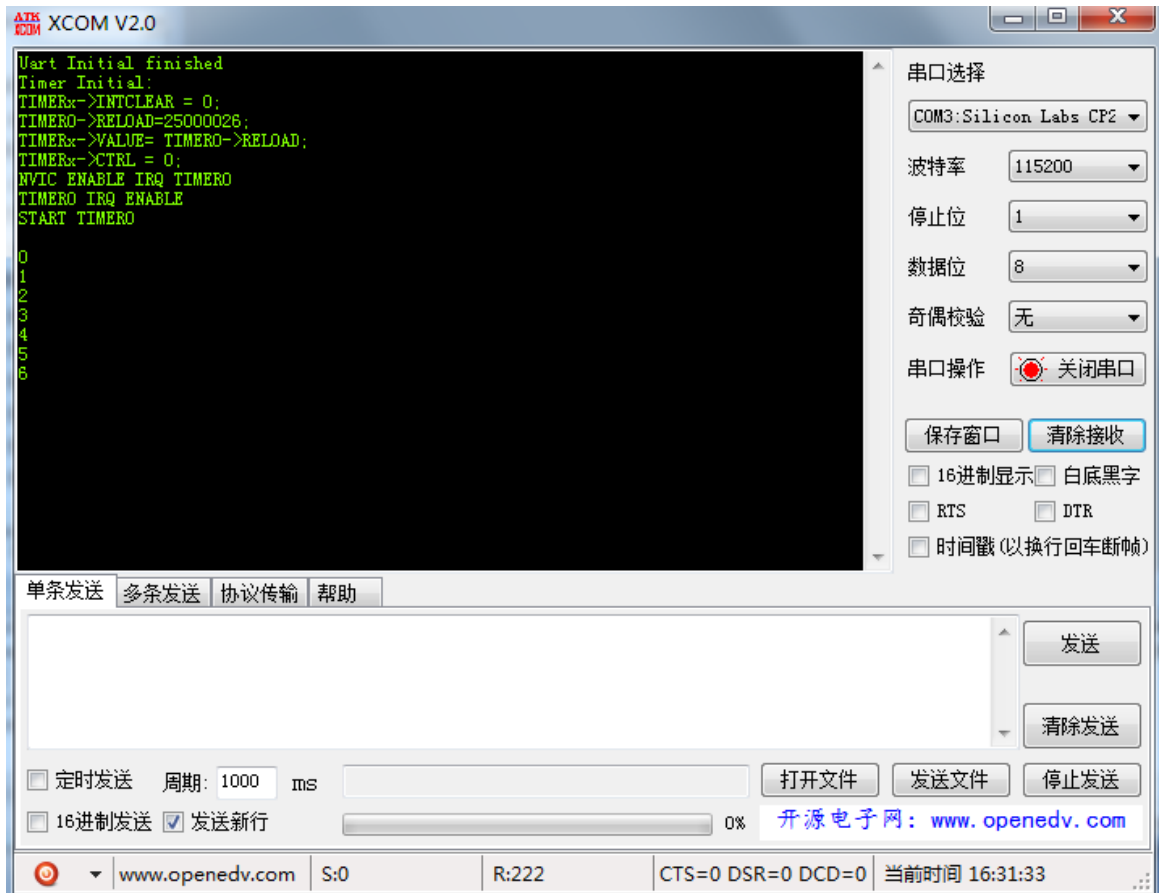 ATK XCOM XCOM V2.0
Uart Initial finished
Timer Initial:
TIMERx->INTCLEAR = 0;
TIMER0->RELOAD=25000026;
TIMERx->VALUE= TIMER0->RELOAD;
TIMERx->CTRL = 0;
NVIC ENABLE IRQ TIMER0
TIMER0 IRQ ENABLE
START TIMER0
0
1
2
3
4
5
6
串口选择
COM3:Silicon Labs CP2
波特率 115200
停止位 1
数据位 8
奇偶校验 无
串口操作 关闭串口
保存窗口 清除接收
16进制显示 白底黑字
RTS DTR
时间戳(以换行回车断帧)
单条发送 多条发送 协议传输 帮助
发送
清除发送
定时发送 周期: 1000 ms 打开文件 发送文件 停止发送
16进制发送 发送新行 0% 开源电子网: www.openedv.com
www.openedv.com S:0 R:222 CTS=0 DSR=0 DCD=0 当前时间 16:31:33